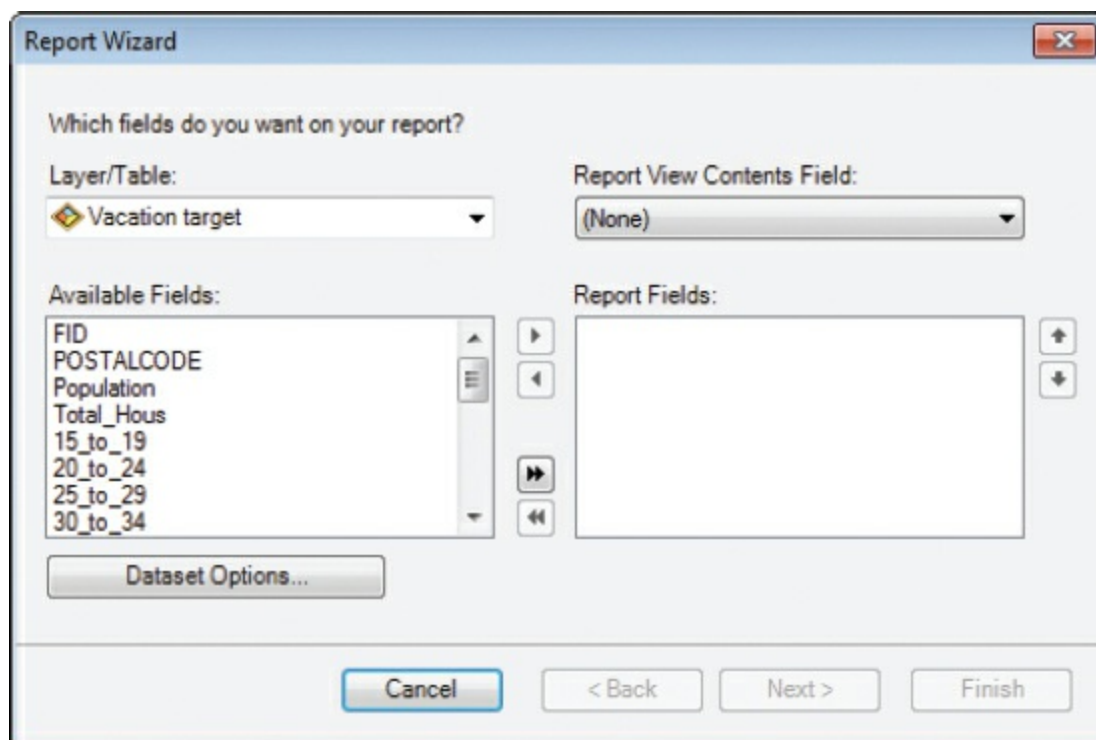 Report Wizard
Which fields do you want on your report?
Layer/Table:
Report View Contents Field:
Vacation target
(None)
Available Fields:
Report Fields:
FID
POSTALCODE
Population
Total_Hous
15_to_19
20_to_24
25_to_29
30_to_34
Dataset Options...
Cancel
< Back
Next >
Finish